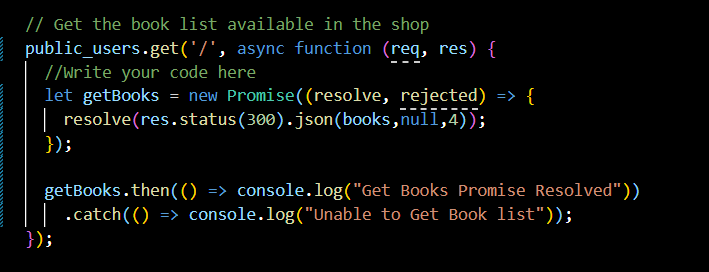 // Get the book list available in the shop
public_users.get('/', async function (req, res) {
//Write your code here
let getBooks = new Promise((resolve, rejected) => {
resolve(res.status(300).json(books,null,4));
});
getBooks.then(() => console.log("Get Books Promise Resolved"))
.catch(() => console.log("Unable to Get Book list"));
});